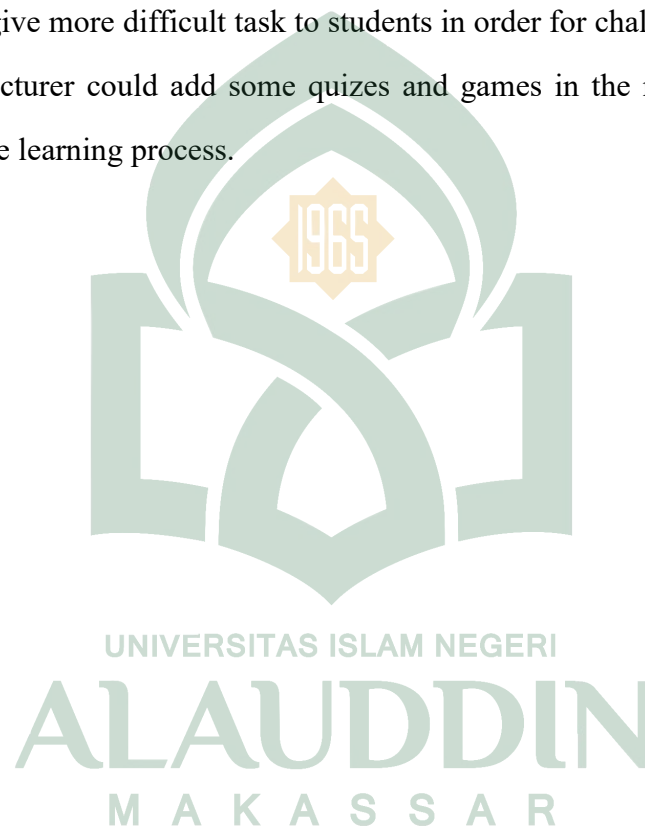 give more difficult task to students in order for
cturer could add some quizes and games in the
e learning process.
1965
UNIVERSITAS ISLAM NEGERI
ALAUDDIN
M A K A S S A R